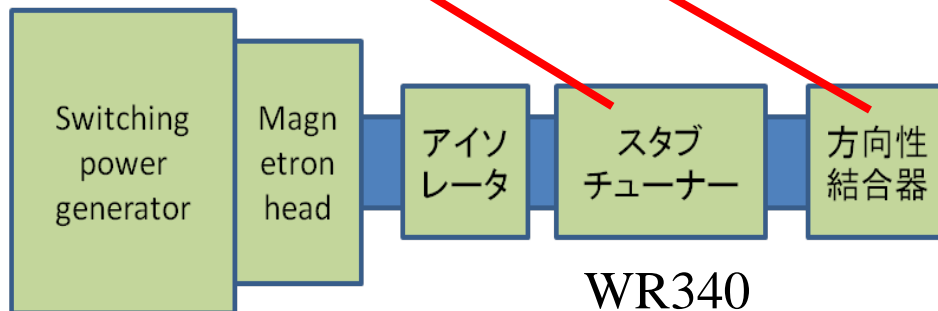 Switching
power
generator
Magn
etron
head
アイソ
レータ
スタブ
チューナー
方向性
結合器
WR340